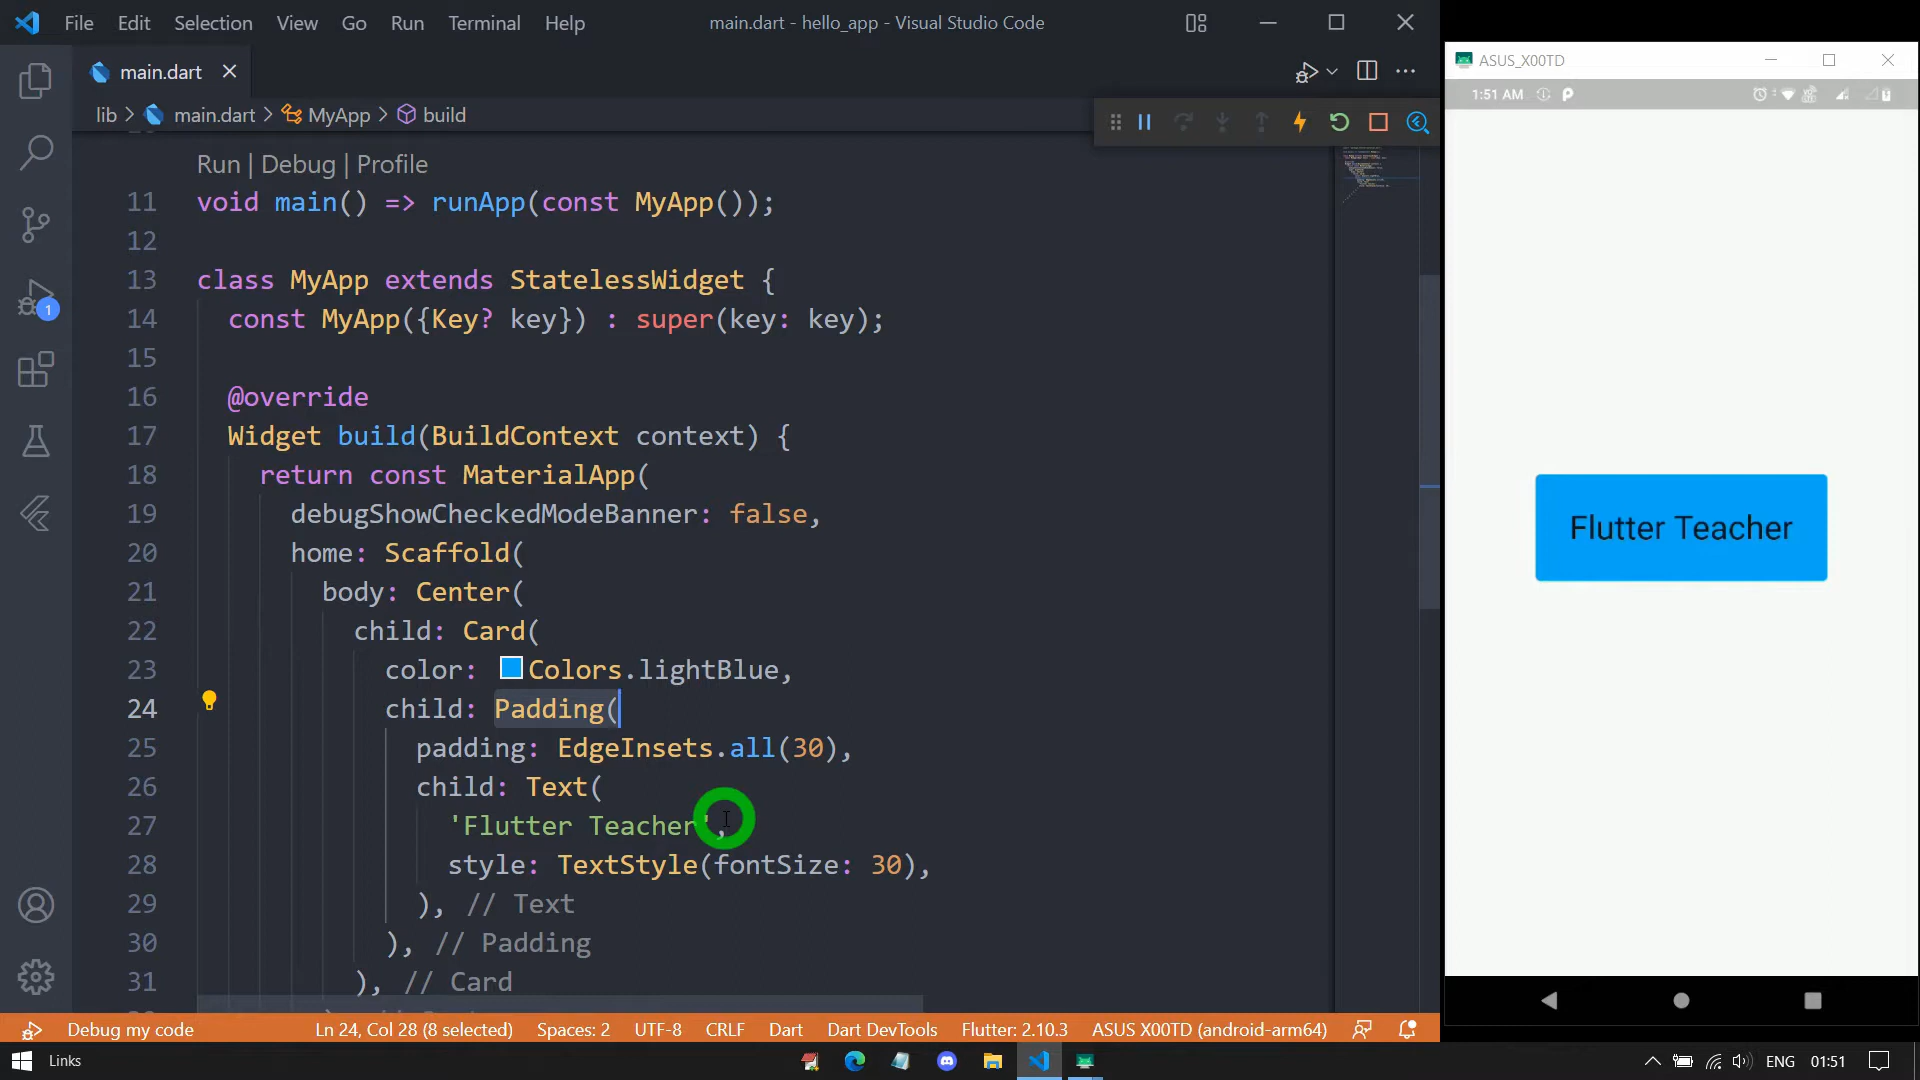 File Edit Selection View Go Run Terminal Help
main.dart - hello_app - Visual Studio Code
main.dart
lib > main.dart > MyApp > build
Run | Debug | Profile
11 void main() => runApp(const MyApp());
12
13 class MyApp extends StatelessWidget {
14 const MyApp({Key? key}) : super(key: key);
15
16 @override
17 Widget build(BuildContext context) {
18 return const MaterialApp(
19 debugShowCheckedModeBanner: false,
20 home: Scaffold(
21 body: Center(
22 child: Card(
23 color: Colors.lightBlue,
24 child: Padding(
25 padding: EdgeInsets.all(30),
26 child: Text(
27 'Flutter Teacher',
28 style: TextStyle(fontSize: 30),
29 ), // Text
30 ), // Padding
31 ), // Card
1
Debug my code Ln 24, Col 28 (8 selected) Spaces: 2 UTF-8 CRLF Dart Dart DevTools Flutter: 2.10.3 ASUS X00TD (android-arm64)
ASUS_X00TD
1:51 AM
Flutter Teacher
Links
ENG 01:51